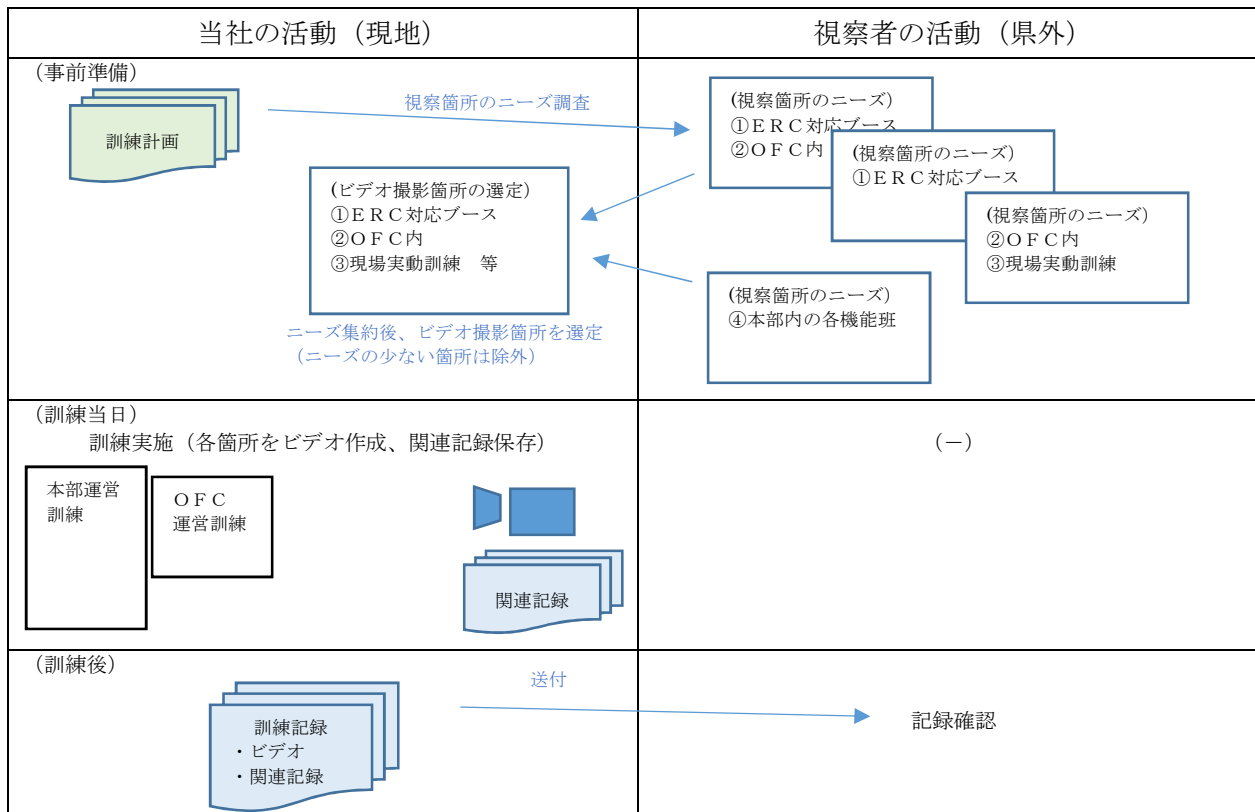 当社の活動（現地）
視察者の活動（県外）
（事前準備）
訓練計画
視察箇所のニーズ調査
(視察箇所のニーズ）
①ＥＲＣ対応ブース
②ＯＦＣ内
(視察箇所のニーズ）
①ＥＲＣ対応ブース
(視察箇所のニーズ）
②ＯＦＣ内
③現場実動訓練
(ビデオ撮影箇所の選定）
①ＥＲＣ対応ブース
②ＯＦＣ内
③現場実動訓練　等
(視察箇所のニーズ）
④本部内の各機能班
ニーズ集約後、ビデオ撮影箇所を選定
（ニーズの少ない箇所は除外）
（訓練当日）
訓練実施（各箇所をビデオ作成、関連記録保存）
（－）
本部運営
訓練
ＯＦＣ
運営訓練
関連記録
（訓練後）
送付
訓練記録
・ビデオ
・関連記録
記録確認